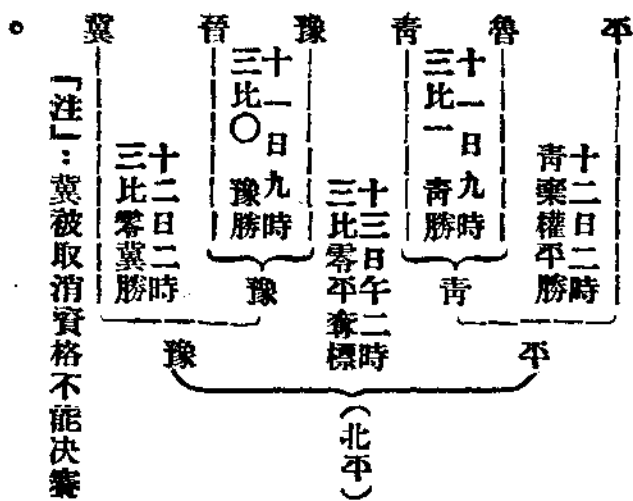 平
魯
青
豫
晉
冀
十二日二時
青棄權平勝
十一日九時
三比一 青勝
十一日九時
三比〇 豫勝
十二日二時
三比零冀勝
青
豫
十三日午二時
三比零平奪標
平
豫
(北平)
「注」：冀被取消資格不能决賽
。